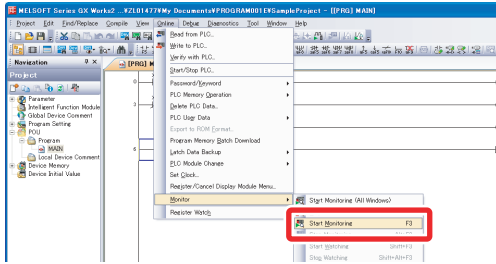 MELSOFT Series GX Works2 ...¥ZL01477¥My Documents¥PROGRAM001E¥SampleProject - [[PRG] MAIN]
Project Edit Find/Replace Compile View Online Debug Diagnostics Tool Window Help
Navigation
[PRG] M
Project
Parameter
Intelligent Function Module
Global Device Comment
Program Setting
POU
Program
MAIN
Local Device Comment
Device Memory
Device Initial Value
0
3
6
Read from PLC...
Write to PLC...
Verify with PLC...
Start/Stop PLC...
Password/Keyword
PLC Memory Operation
Delete PLC Data...
PLC User Data
Export to ROM Format...
Program Memory Batch Download
Latch Data Backup
PLC Module Change
Set Clock...
Register/Cancel Display Module Menu...
Monitor
Register Watch
Start Monitoring (All Windows)
Start Monitoring F3
Start Watching Shift+F3
Stop Watching Shift+Alt+F3